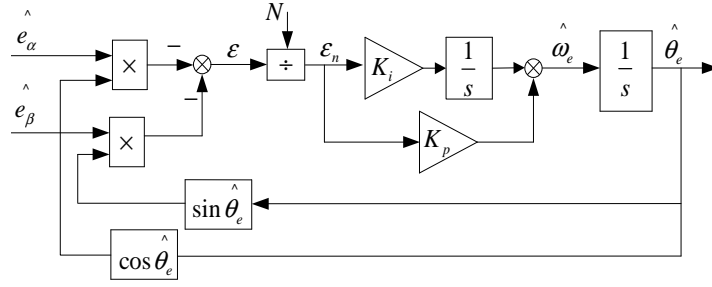 N
ê_α
−
ε
÷
ε_n
K_i
1/s
ω̂_e
1/s
θ̂_e
×
ê_β
−
×
K_p
sin θ̂_e
cos θ̂_e